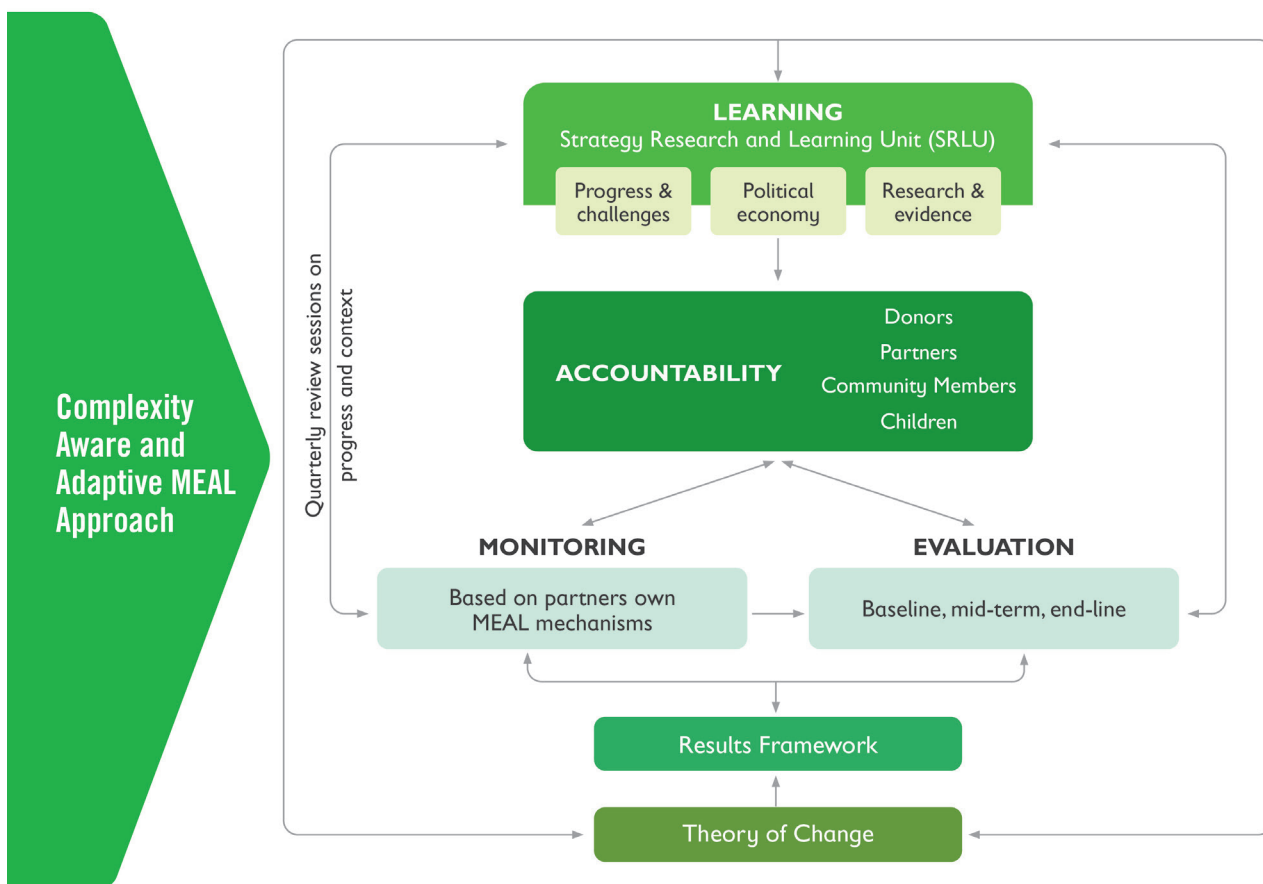 Complexity
Aware and
Adaptive MEAL
Approach
Quarterly review sessions on
progress and context
LEARNING
Strategy Research and Learning Unit (SRLU)
Progress &
challenges
Political
economy
Research &
evidence
ACCOUNTABILITY
Donors
Partners
Community Members
Children
MONITORING
Based on partners own
MEAL mechanisms
EVALUATION
Baseline, mid-term, end-line
Results Framework
Theory of Change